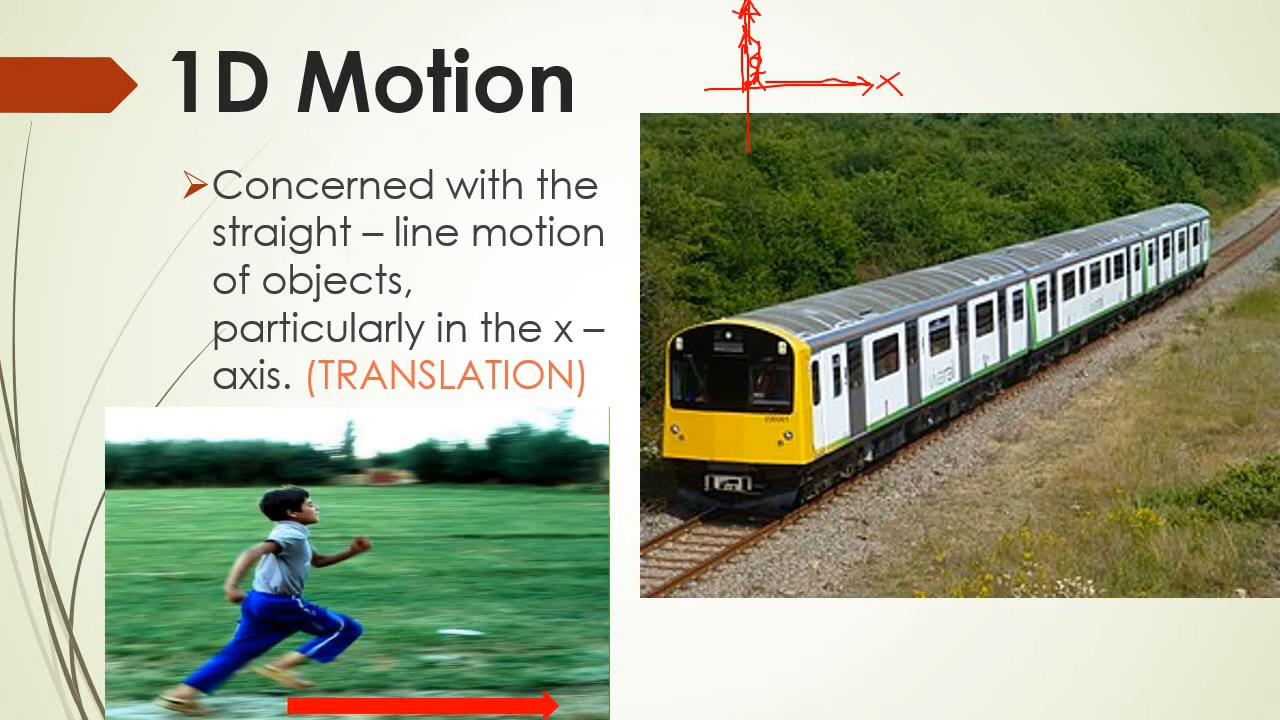 1D Motion
X
Concerned with the
straight – line motion
of objects,
particularly in the x –
axis. (TRANSLATION)